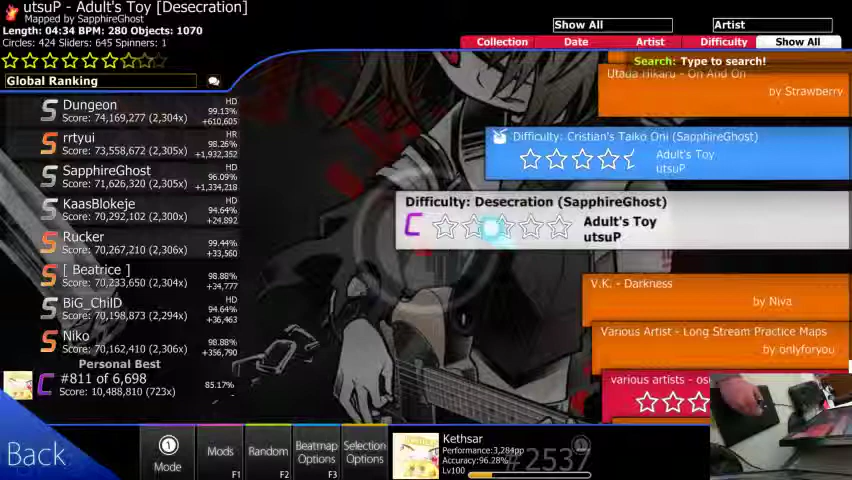 utsuP - Adult's Toy [Desecration]
Mapped by SapphireGhost
Length: 04:34 BPM: 280 Objects: 1070
Circles: 424 Sliders: 645 Spinners: 1
Global Ranking
Show All
Artist
Collection
Date
Artist
Difficulty
Show All
Search: Type to search!
Utada Hikaru - On And On
by Strawberry
Difficulty: Cristian's Taiko Oni (SapphireGhost)
Adult's Toy
utsuP
Difficulty: Desecration (SapphireGhost)
C
Adult's Toy
utsuP
V.K. - Darkness
by Niva
Various Artist - Long Stream Practice Maps
by onlyforyou
various artists - os
S Dungeon HD
Score: 74,169,277 (2,304x) 99.13%
+610,605
S rrtyui HR
Score: 73,558,672 (2,305x) 98.26%
+1,932,352
S SapphireGhost HD
Score: 71,626,320 (2,305x) 96.09%
+1,334,218
S KaasBlokeje HD
Score: 70,292,102 (2,300x) 94.64%
+24,892
S Rucker
Score: 70,267,210 (2,306x) 99.44%
+33,560
S [ Beatrice ]
Score: 70,233,650 (2,304x) 98.88%
+34,777
S BiG_ChilD HD
Score: 70,198,873 (2,294x) 94.64%
+36,463
S Niko
Score: 70,162,410 (2,306x) 98.88%
+356,790
Personal Best
C #811 of 6,698
Score: 10,488,810 (723x) 85.17%
-
Back
1
Mode
Mods
F1
Random
F2
Beatmap
Options
F3
Selection
Options
Kethsar
Performance:3,284pp
Accuracy:96.28%
Lv100
#2537